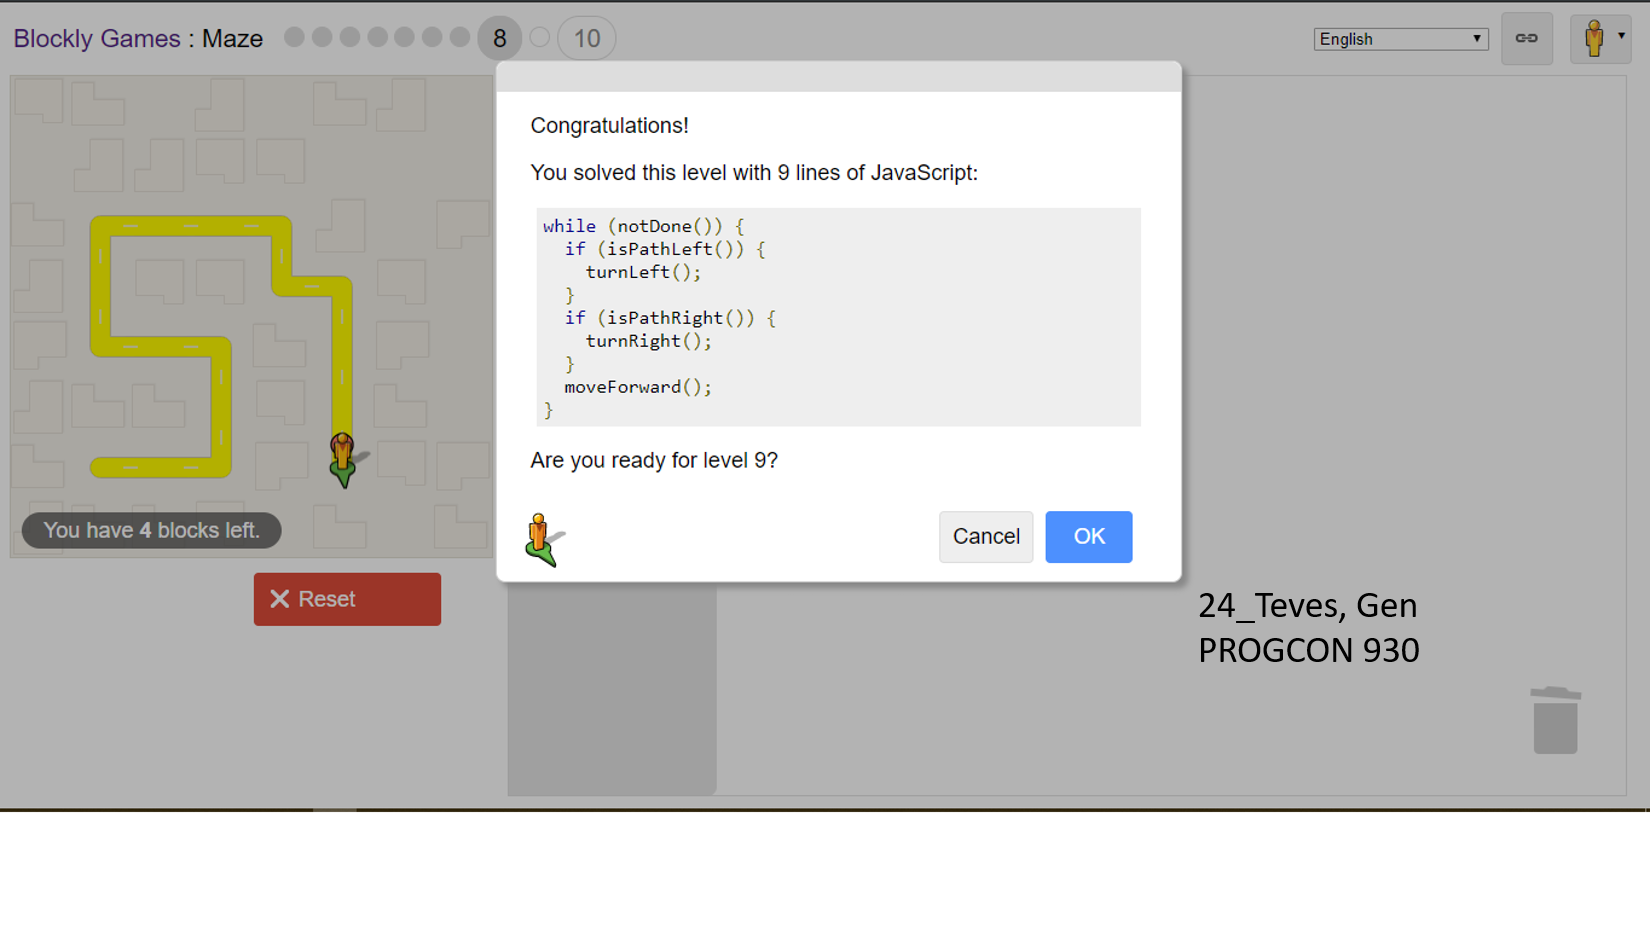 Blockly Games : Maze 8 10 English
Congratulations!
You solved this level with 9 lines of JavaScript:
while (notDone()) {
  if (isPathLeft()) {
    turnLeft();
  }
  if (isPathRight()) {
    turnRight();
  }
  moveForward();
}
Are you ready for level 9?
Cancel OK
You have 4 blocks left.
Reset
24_Teves, Gen
PROGCON 930